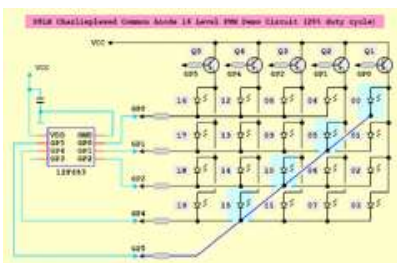 20LED Charlieplexed Common Anode 16 Level PWM Demo Circuit (20% duty cycle)
VCC
Q5 Q4 Q3 Q2 Q1
GP5 GP4 GP2 GP1 GP0
VCC
16 12 08 04 00
GP0
VDD GND
GP5 GP0
GP4 GP1
GP3 GP2
17 13 09 05 01
GP1
18 14 10 06 02
GP2
19 15 11 07 03
GP4
GP5